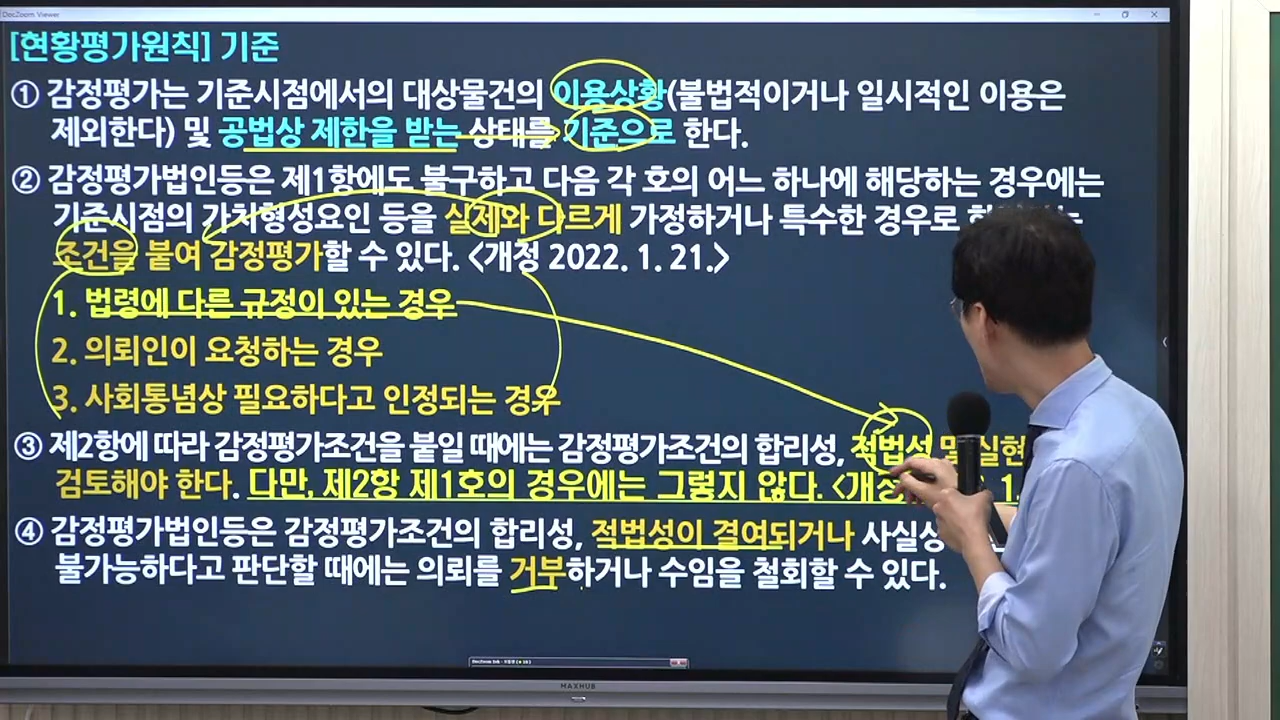 DocZoom Viewer
[현황평가원칙] 기준
① 감정평가는 기준시점에서의 대상물건의 이용상황(불법적이거나 일시적인 이용은
제외한다) 및 공법상 제한을 받는 상태를 기준으로 한다.
② 감정평가법인등은 제1항에도 불구하고 다음 각 호의 어느 하나에 해당하는 경우에는
기준시점의 가치형성요인 등을 실제와 다르게 가정하거나 특수한 경우로
조건을 붙여 감정평가할 수 있다. <개정 2022. 1. 21.>
1. 법령에 다른 규정이 있는 경우
2. 의뢰인이 요청하는 경우
3. 사회통념상 필요하다고 인정되는 경우
③ 제2항에 따라 감정평가조건을 붙일 때에는 감정평가조건의 합리성, 적법성 및 실현
검토해야 한다. 다만, 제2항 제1호의 경우에는 그렇지 않다. <개정 1.
④ 감정평가법인등은 감정평가조건의 합리성, 적법성이 결여되거나 사실상
불가능하다고 판단할 때에는 의뢰를 거부하거나 수임을 철회할 수 있다.
MAXHUB